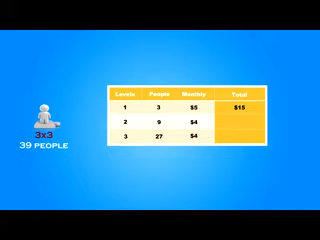 Levels People Monthly Total
1 3 $5 $15
2 9 $4
3 27 $4
3x3
39 PEOPLE